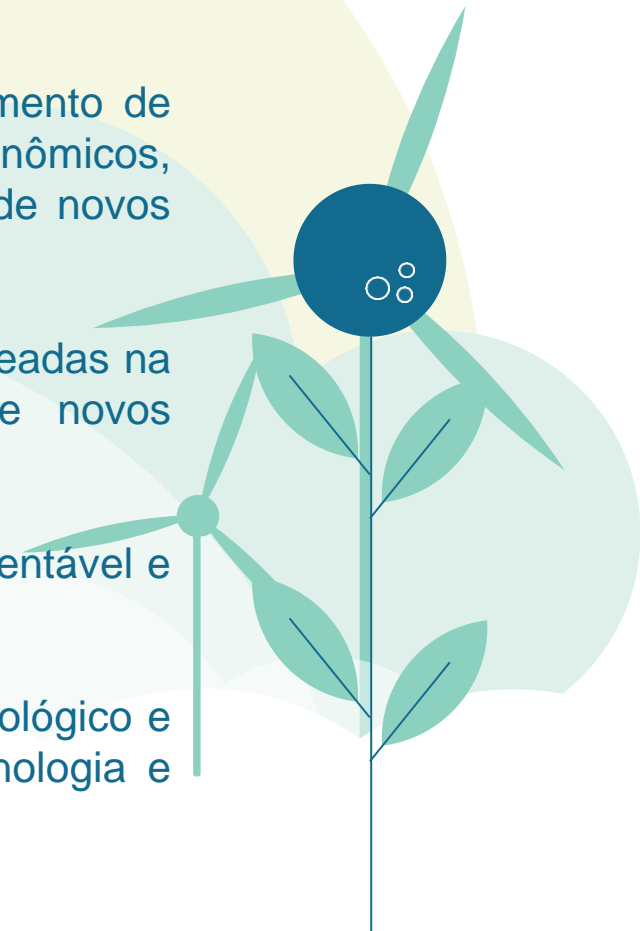 mento de
nômicos,
de novos
eadas na
e novos
entável e
ológico e
nologia e